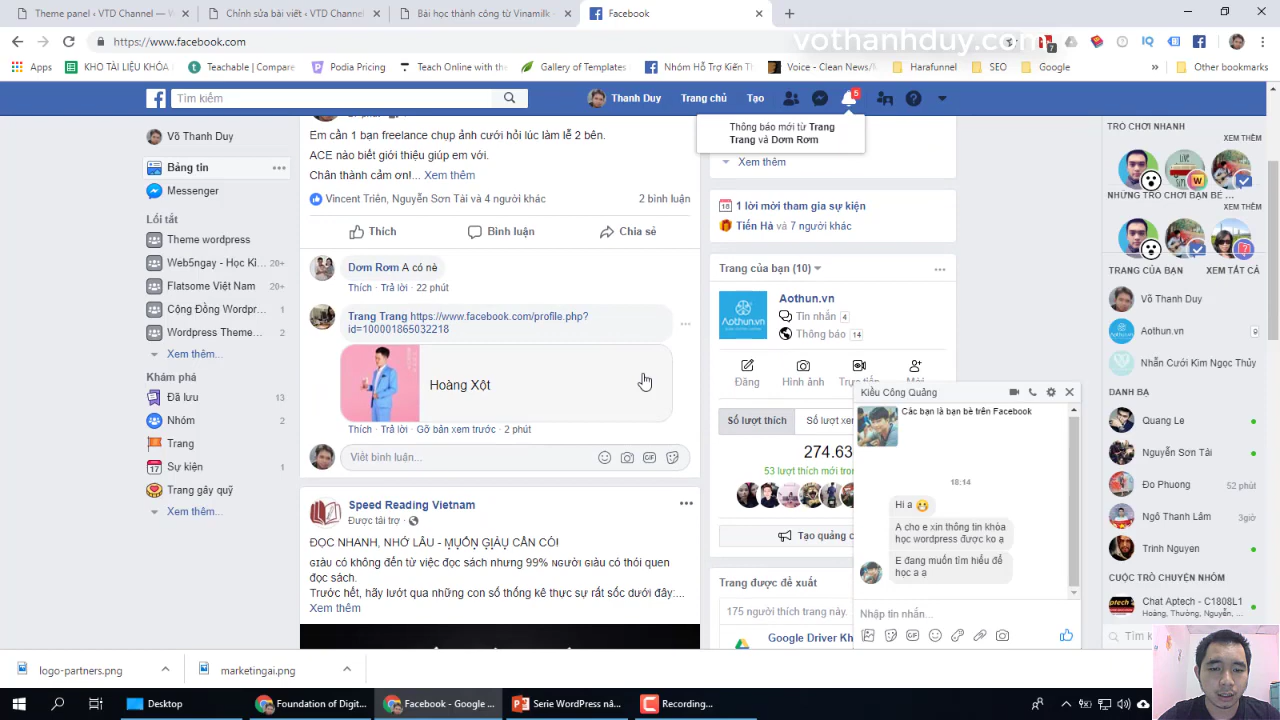 Theme panel ‹ VTD Channel —
Chỉnh sửa bài viết ‹ VTD Channel
Bài học thành công từ Vinamilk -
Facebook
https://www.facebook.com
vothanhduy.com
7
Apps
KHO TÀI LIỆU KHÓA
Teachable | Compare
Podia Pricing
Teach Online with the
Gallery of Templates
Nhóm Hỗ Trợ Kiến Th
Voice - Clean News/
Harafunnel
SEO
Google
Other bookmarks
Tìm kiếm
Thanh Duy
Trang chủ
Tạo
5
Thông báo mới từ Trang
Trang và Dơm Rơm
Võ Thanh Duy
Bảng tin
Messenger
Lối tắt
Theme wordpress
Web5ngay - Học Ki...
20+
Flatsome Việt Nam
20+
Cộng Đồng Wordpr...
1
Wordpress Theme...
2
Xem thêm...
Khám phá
Đã lưu
13
Nhóm
2
Trang
Sự kiện
1
Trang gây quỹ
Xem thêm...
Em cần 1 bạn freelance chụp ảnh cưới hỏi lúc làm lễ 2 bên.
ACE nào biết giới thiệu giúp em với.
Chân thành cảm ơn!... Xem thêm
Vincent Triên, Nguyễn Sơn Tài và 4 người khác
2 bình luận
Thích
Bình luận
Chia sẻ
Dơm Rơm A có nè
Thích · Trả lời · 22 phút
Trang Trang https://www.facebook.com/profile.php?
id=100001865032218
Hoàng Xột
Thích · Trả lời · Gỡ bản xem trước · 2 phút
Viết bình luận...
Speed Reading Vietnam
Được tài trợ ·
ĐỌC NHANH, NHỚ LÂU - MUỐN GIÀU CẦN CÓ!
Giàu có không đến từ việc đọc sách nhưng 99% người giàu có thói quen
đọc sách.
Trước hết, hãy lướt qua những con số thống kê thực sự rất sốc dưới đây:...
Xem thêm
Xem thêm
1 lời mời tham gia sự kiện
Tiến Hà và 7 người khác
Trang của bạn (10)
Aothun.vn
Tin nhắn 4
Thông báo 14
Đăng
Hình ảnh
Trực tiếp
Mời
Số lượt thích
Số lượt xem
274.63
53 lượt thích mới tron
Tạo quảng c
Trang được đề xuất
175 người thích trang này.
Google Driver Kh
Kiều Công Quảng
Các bạn là bạn bè trên Facebook
18:14
Hi a
A cho e xin thông tin khóa
học wordpress được ko ạ
E đang muốn tìm hiểu để
học a ạ
Nhập tin nhắn...
TRÒ CHƠI NHANH
XEM THÊM
NHỮNG TRÒ CHƠI BẠN BÈ ...
XEM THÊM
TRANG CỦA BẠN
XEM TẤT CẢ
Võ Thanh Duy
Aothun.vn
9
Nhẫn Cưới Kim Ngọc Thủy
DANH BẠ
Quang Le
Nguyễn Sơn Tài
Đo Phuong
52 phút
Ngô Thanh Lâm
3giờ
Trinh Nguyen
CUỘC TRÒ CHUYỆN NHÓM
Chat Aptech - C1808L1
Hoàng, Thường, Nguyễn,
Tìm k
logo-partners.png
marketingai.png
Desktop
Foundation of Digit...
Facebook - Google ...
Serie WordPress nâ...
Recording...